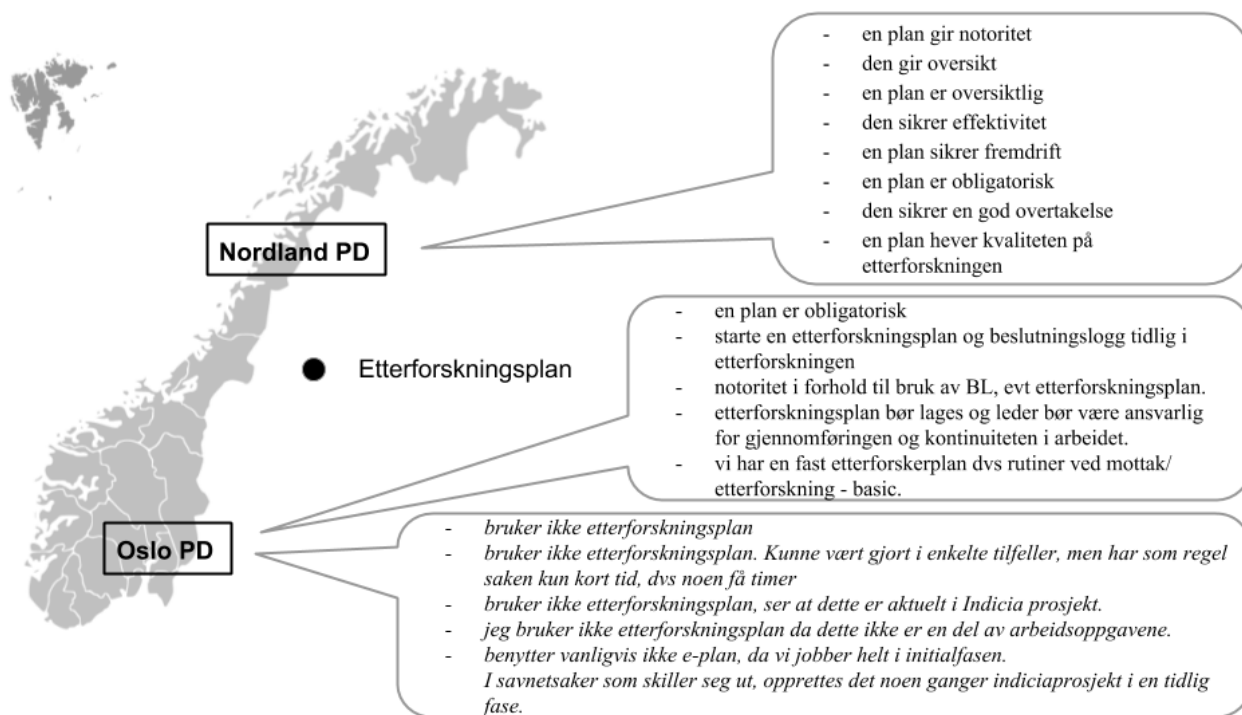 - en plan gir notoritet
- den gir oversikt
- en plan er oversiktlig
- den sikrer effektivitet
- en plan sikrer fremdrift
- en plan er obligatorisk
- den sikrer en god overtakelse
- en plan hever kvaliteten på
etterforskningen
Nordland PD
Etterforskningsplan
- en plan er obligatorisk
- starte en etterforskningsplan og beslutningslogg tidlig i
etterforskningen
- notoritet i forhold til bruk av BL, evt etterforskningsplan.
- etterforskningsplan bør lages og leder bør være ansvarlig
for gjennomføringen og kontinuiteten i arbeidet.
- vi har en fast etterforskerplan dvs rutiner ved mottak/
etterforskning - basic.
Oslo PD
- bruker ikke etterforskningsplan
- bruker ikke etterforskningsplan. Kunne vært gjort i enkelte tilfeller, men har som regel
saken kun kort tid, dvs noen få timer
- bruker ikke etterforskningsplan, ser at dette er aktuelt i Indicia prosjekt.
- jeg bruker ikke etterforskningsplan da dette ikke er en del av arbeidsoppgavene.
- benytter vanligvis ikke e-plan, da vi jobber helt i initialfasen.
I savnetsaker som skiller seg ut, opprettes det noen ganger indiciaprosjekt i en tidlig
fase.